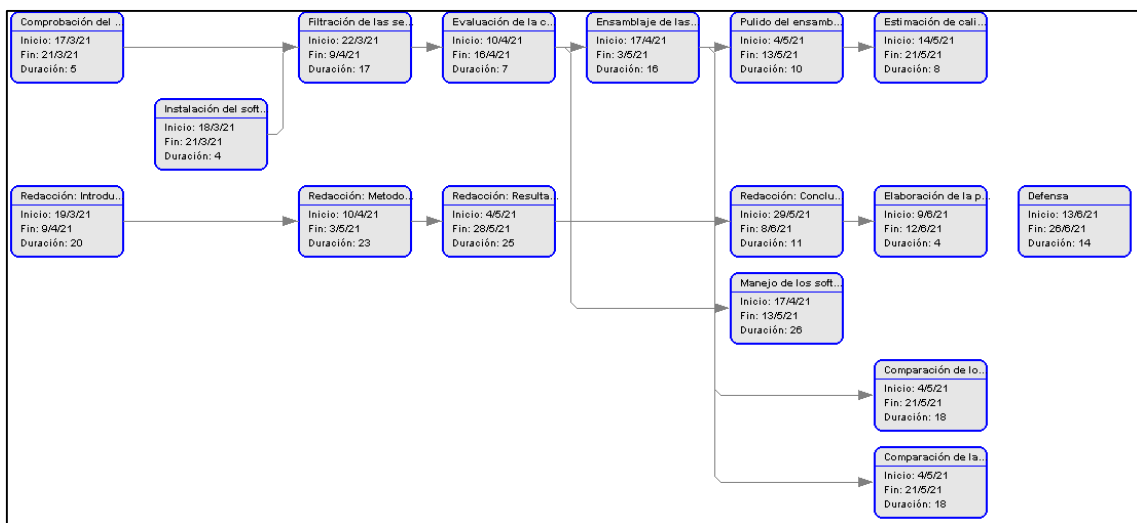 Comprobación del ...
Inicio: 17/3/21
Fin: 21/3/21
Duración: 5
Filtración de las se...
Inicio: 22/3/21
Fin: 9/4/21
Duración: 17
Evaluación de la c...
Inicio: 10/4/21
Fin: 16/4/21
Duración: 7
Ensamblaje de las...
Inicio: 17/4/21
Fin: 3/5/21
Duración: 16
Pulido del ensamb...
Inicio: 4/5/21
Fin: 13/5/21
Duración: 10
Estimación de cali...
Inicio: 14/5/21
Fin: 21/5/21
Duración: 8
Instalación del soft...
Inicio: 18/3/21
Fin: 21/3/21
Duración: 4
Redacción: Introdu...
Inicio: 19/3/21
Fin: 9/4/21
Duración: 20
Redacción: Metodo...
Inicio: 10/4/21
Fin: 3/5/21
Duración: 23
Redacción: Resulta...
Inicio: 4/5/21
Fin: 28/5/21
Duración: 25
Redacción: Conclu...
Inicio: 29/5/21
Fin: 8/6/21
Duración: 11
Elaboración de la p...
Inicio: 9/6/21
Fin: 12/6/21
Duración: 4
Defensa
Inicio: 13/6/21
Fin: 26/6/21
Duración: 14
Manejo de los soft...
Inicio: 17/4/21
Fin: 13/5/21
Duración: 26
Comparación de lo...
Inicio: 4/5/21
Fin: 21/5/21
Duración: 18
Comparación de la...
Inicio: 4/5/21
Fin: 21/5/21
Duración: 18